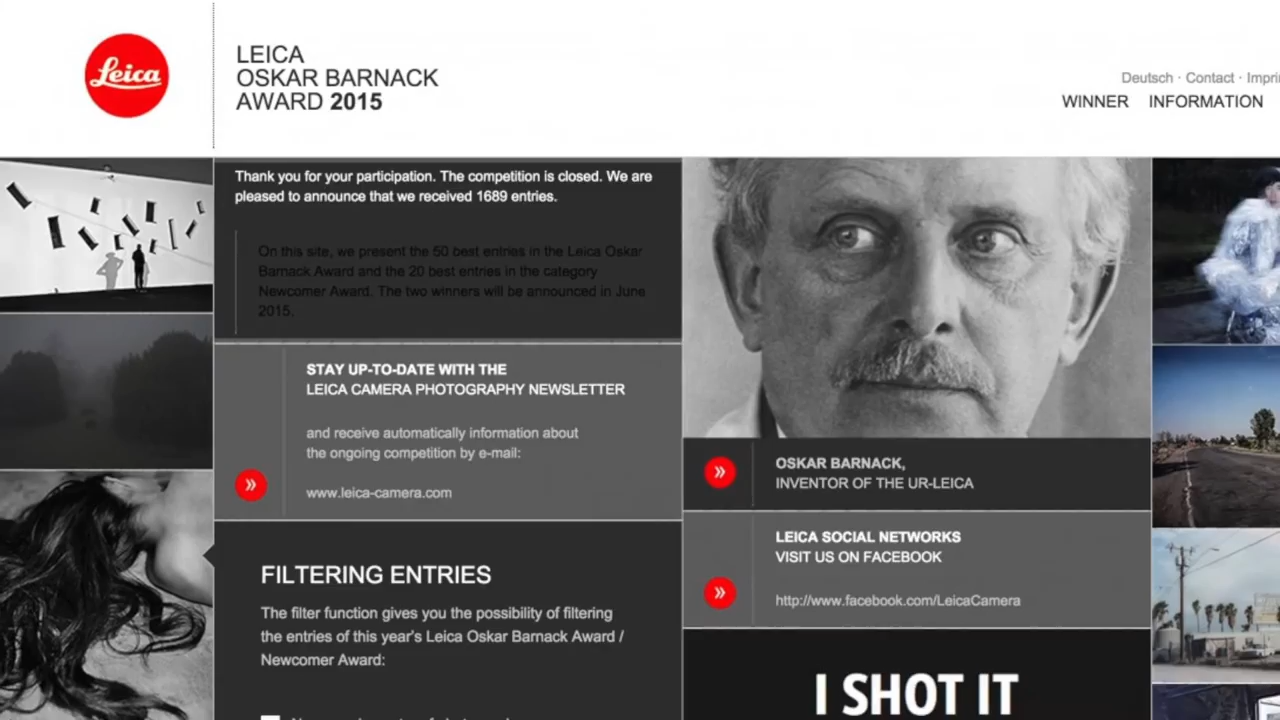 Leica
LEICA
OSKAR BARNACK
AWARD 2015
Deutsch · Contact ·
WINNER INFORMATION
Thank you for your participation. The competition is closed. We are
pleased to announce that we received 1689 entries.
On this site, we present the 50 best entries in the Leica Oskar
Barnack Award and the 20 best entries in the category
Newcomer Award. The two winners will be announced in June
2015.
STAY UP-TO-DATE WITH THE
LEICA CAMERA PHOTOGRAPHY NEWSLETTER
and receive automatically information about
the ongoing competition by e-mail:
www.leica-camera.com
FILTERING ENTRIES
The filter function gives you the possibility of filtering
the entries of this year's Leica Oskar Barnack Award /
Newcomer Award:
OSKAR BARNACK,
INVENTOR OF THE UR-LEICA
LEICA SOCIAL NETWORKS
VISIT US ON FACEBOOK
http://www.facebook.com/LeicaCamera
I SHOT IT